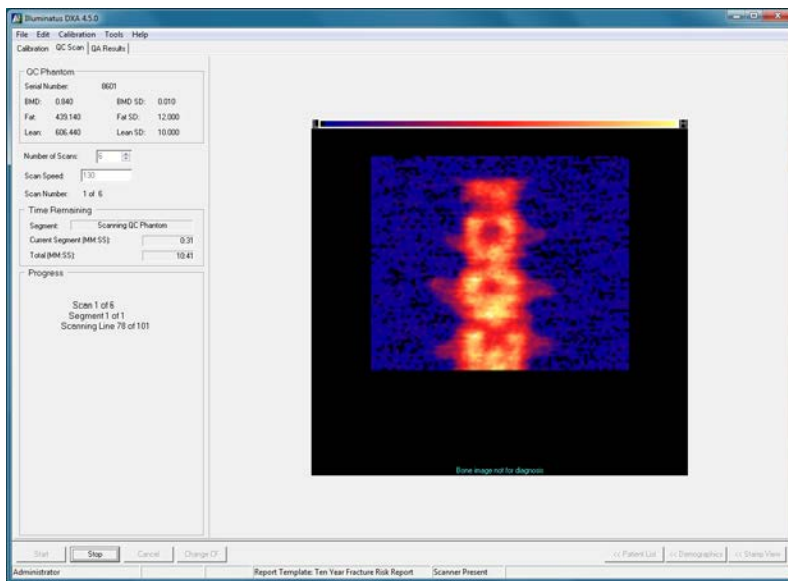 Illuminatus DXA 4.5.0
File Edit Calibration Tools Help
Calibration QC Scan QA Results
QC Phantom
Serial Number: 8601
BMD: 0.840 BMD SD: 0.010
Fat: 439.140 Fat SD: 12.000
Lean: 606.440 Lean SD: 10.000
Number of Scans: 6
Scan Speed: 130
Scan Number: 1 of 6
Time Remaining
Segment: Scanning QC Phantom
Current Segment (MM:SS): 0:31
Total (MM:SS): 10:41
Progress
Scan 1 of 6
Segment 1 of 1
Scanning Line 78 of 101
Bone image not for diagnosis
Start Stop Cancel Change CF << Patient List << Demographics << Stamp View
Administrator Report Template: Ten Year Fracture Risk Report Scanner Present